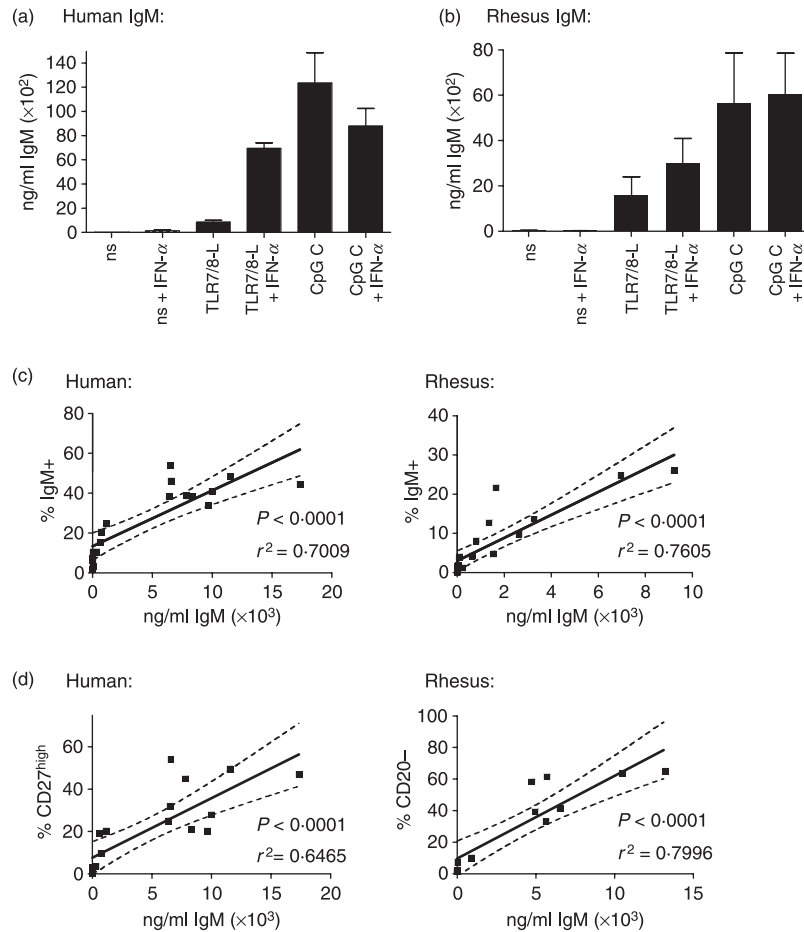 (a) Human IgM:
ng/ml IgM (×10²)
140
120
100
80
60
40
20
0
ns
ns + IFN-α
TLR7/8-L
TLR7/8-L
+ IFN-α
CpG C
CpG C
+ IFN-α
(b) Rhesus IgM:
ng/ml IgM (×10²)
80
60
40
20
0
ns
ns + IFN-α
TLR7/8-L
TLR7/8-L
+ IFN-α
CpG C
CpG C
+ IFN-α
(c) Human:
% IgM+
80
60
40
20
0
P < 0·0001
r² = 0·7009
0 5 10 15 20
ng/ml IgM (×10³)
Rhesus:
% IgM+
40
30
20
10
0
P < 0·0001
r² = 0·7605
0 2 4 6 8 10
ng/ml IgM (×10³)
(d) Human:
% CD27high
80
60
40
20
0
P < 0·0001
r² = 0·6465
0 5 10 15 20
ng/ml IgM (×10³)
Rhesus:
% CD20–
100
80
60
40
20
0
P < 0·0001
r² = 0·7996
0 5 10 15
ng/ml IgM (×10³)